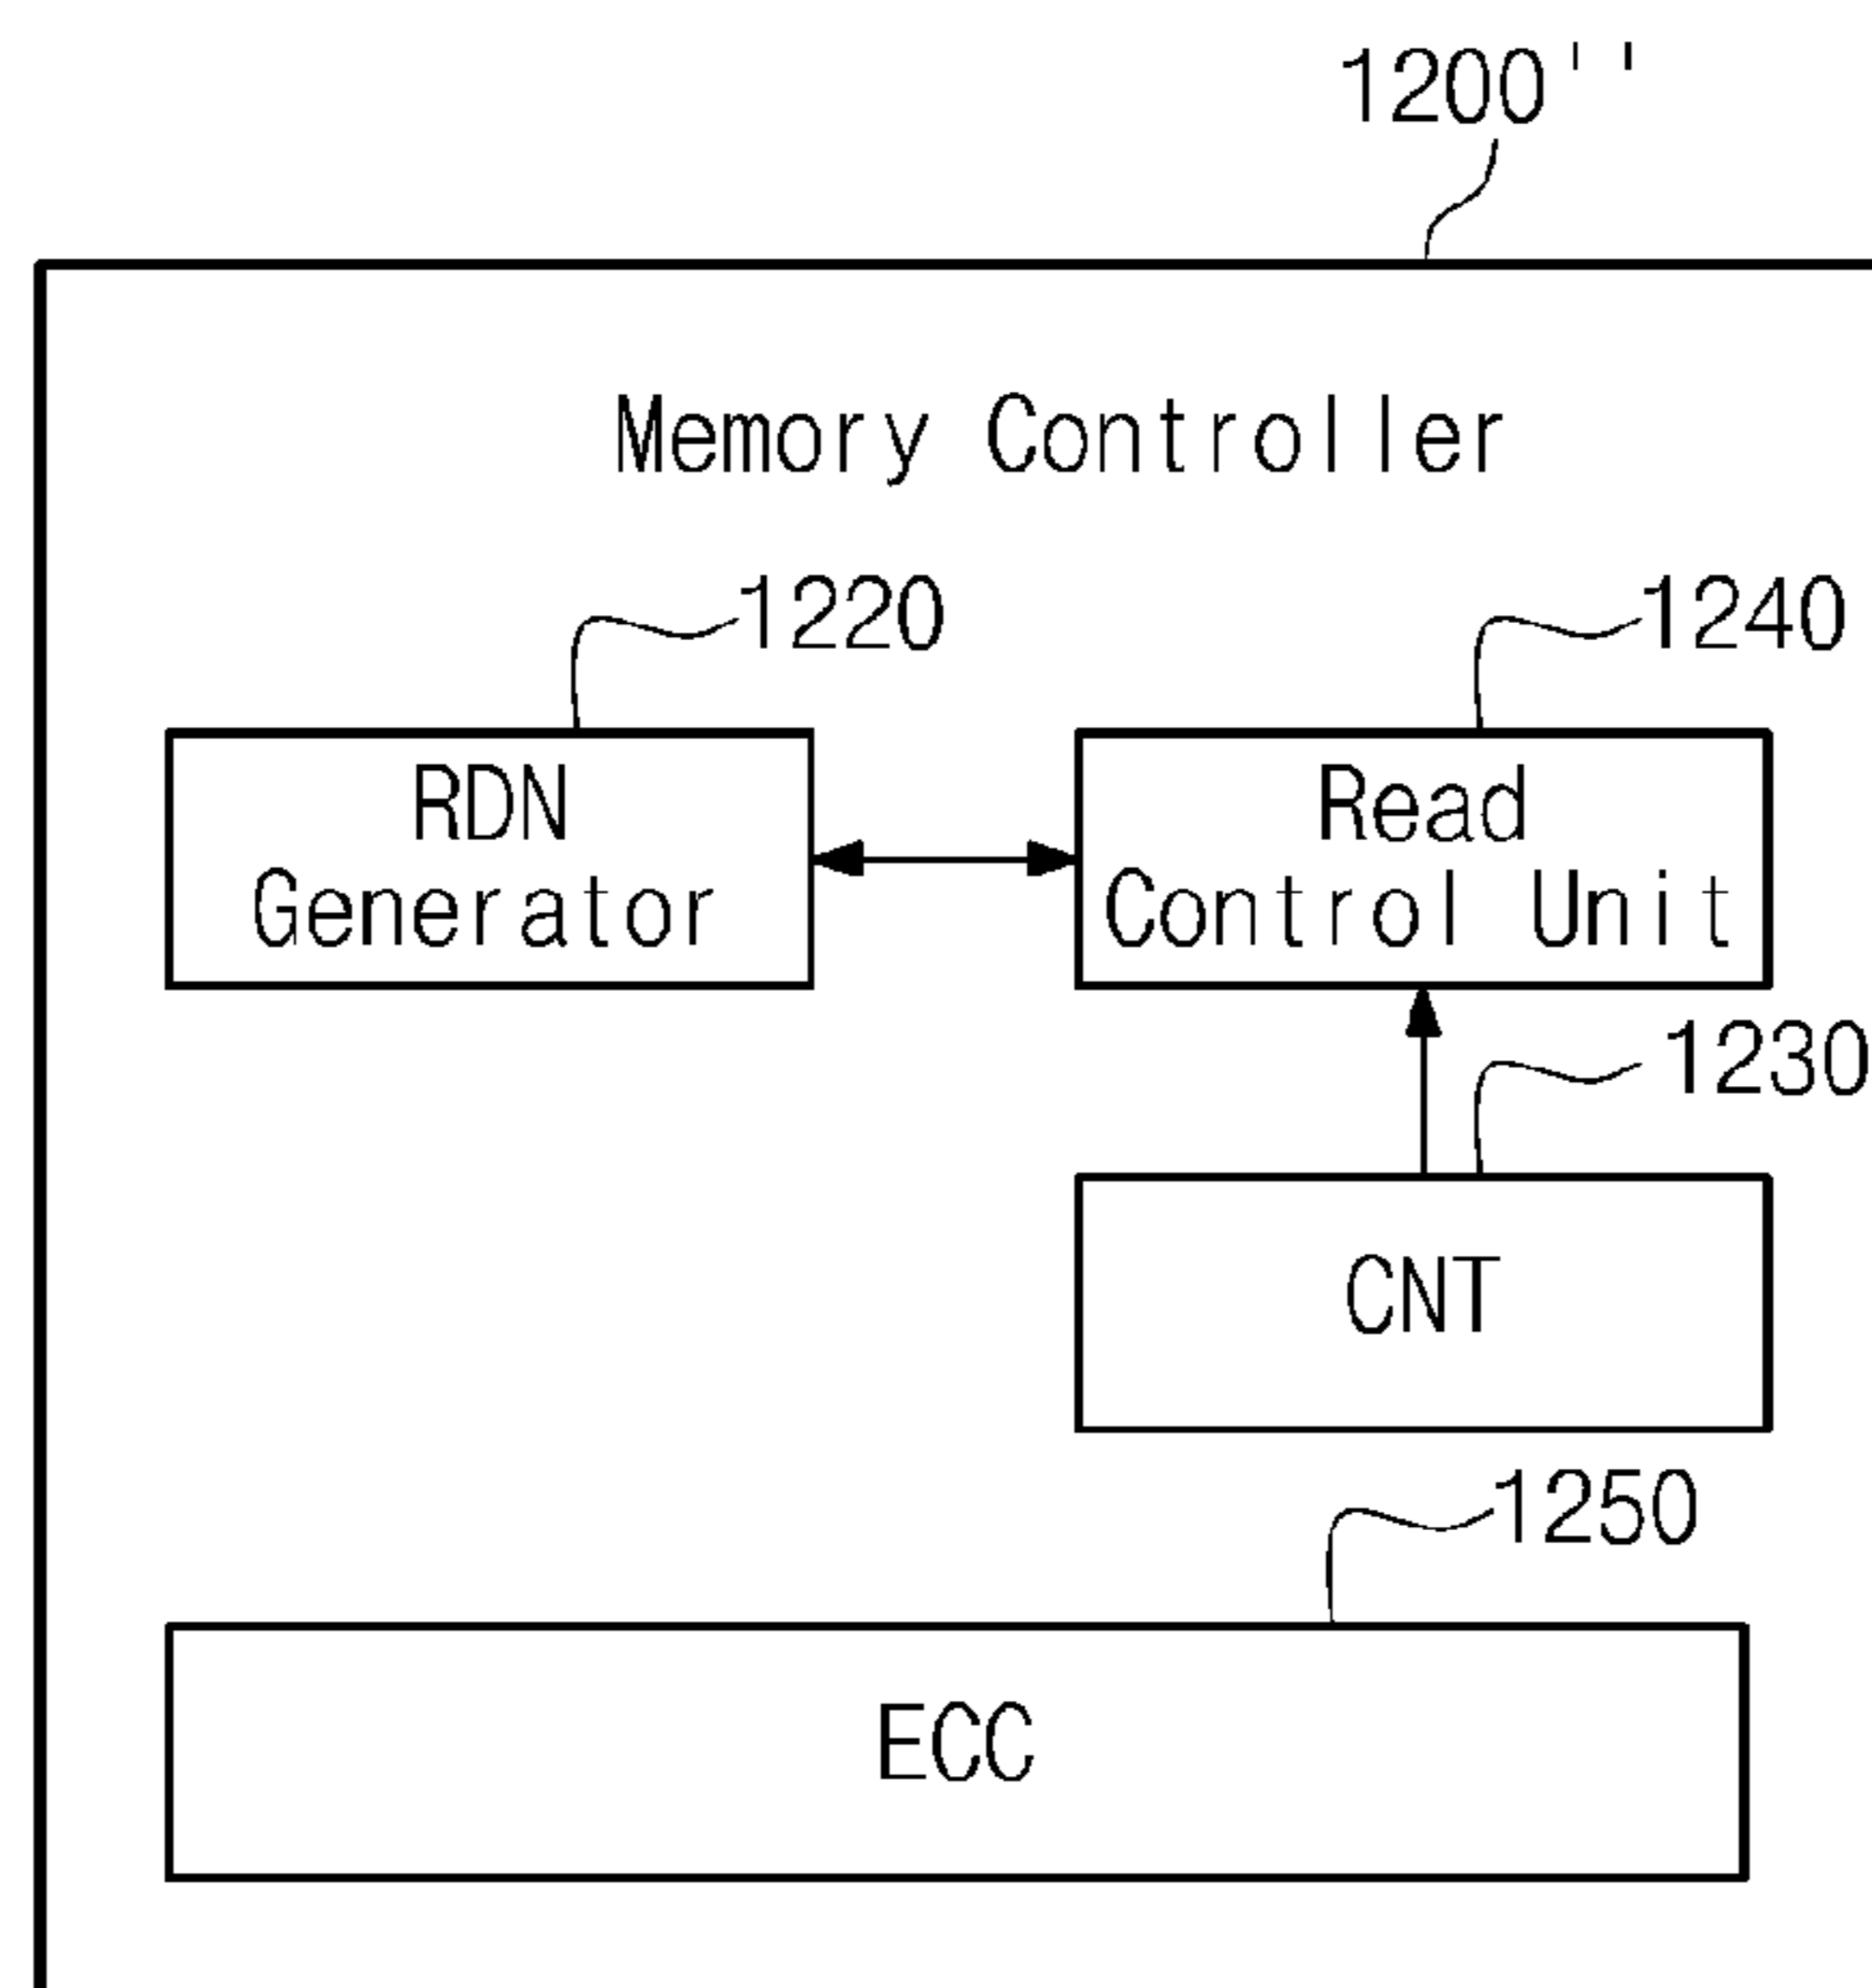 1200''
Memory Controller
1220
1240
RDN
Generator
Read
Control Unit
1230
CNT
1250
ECC